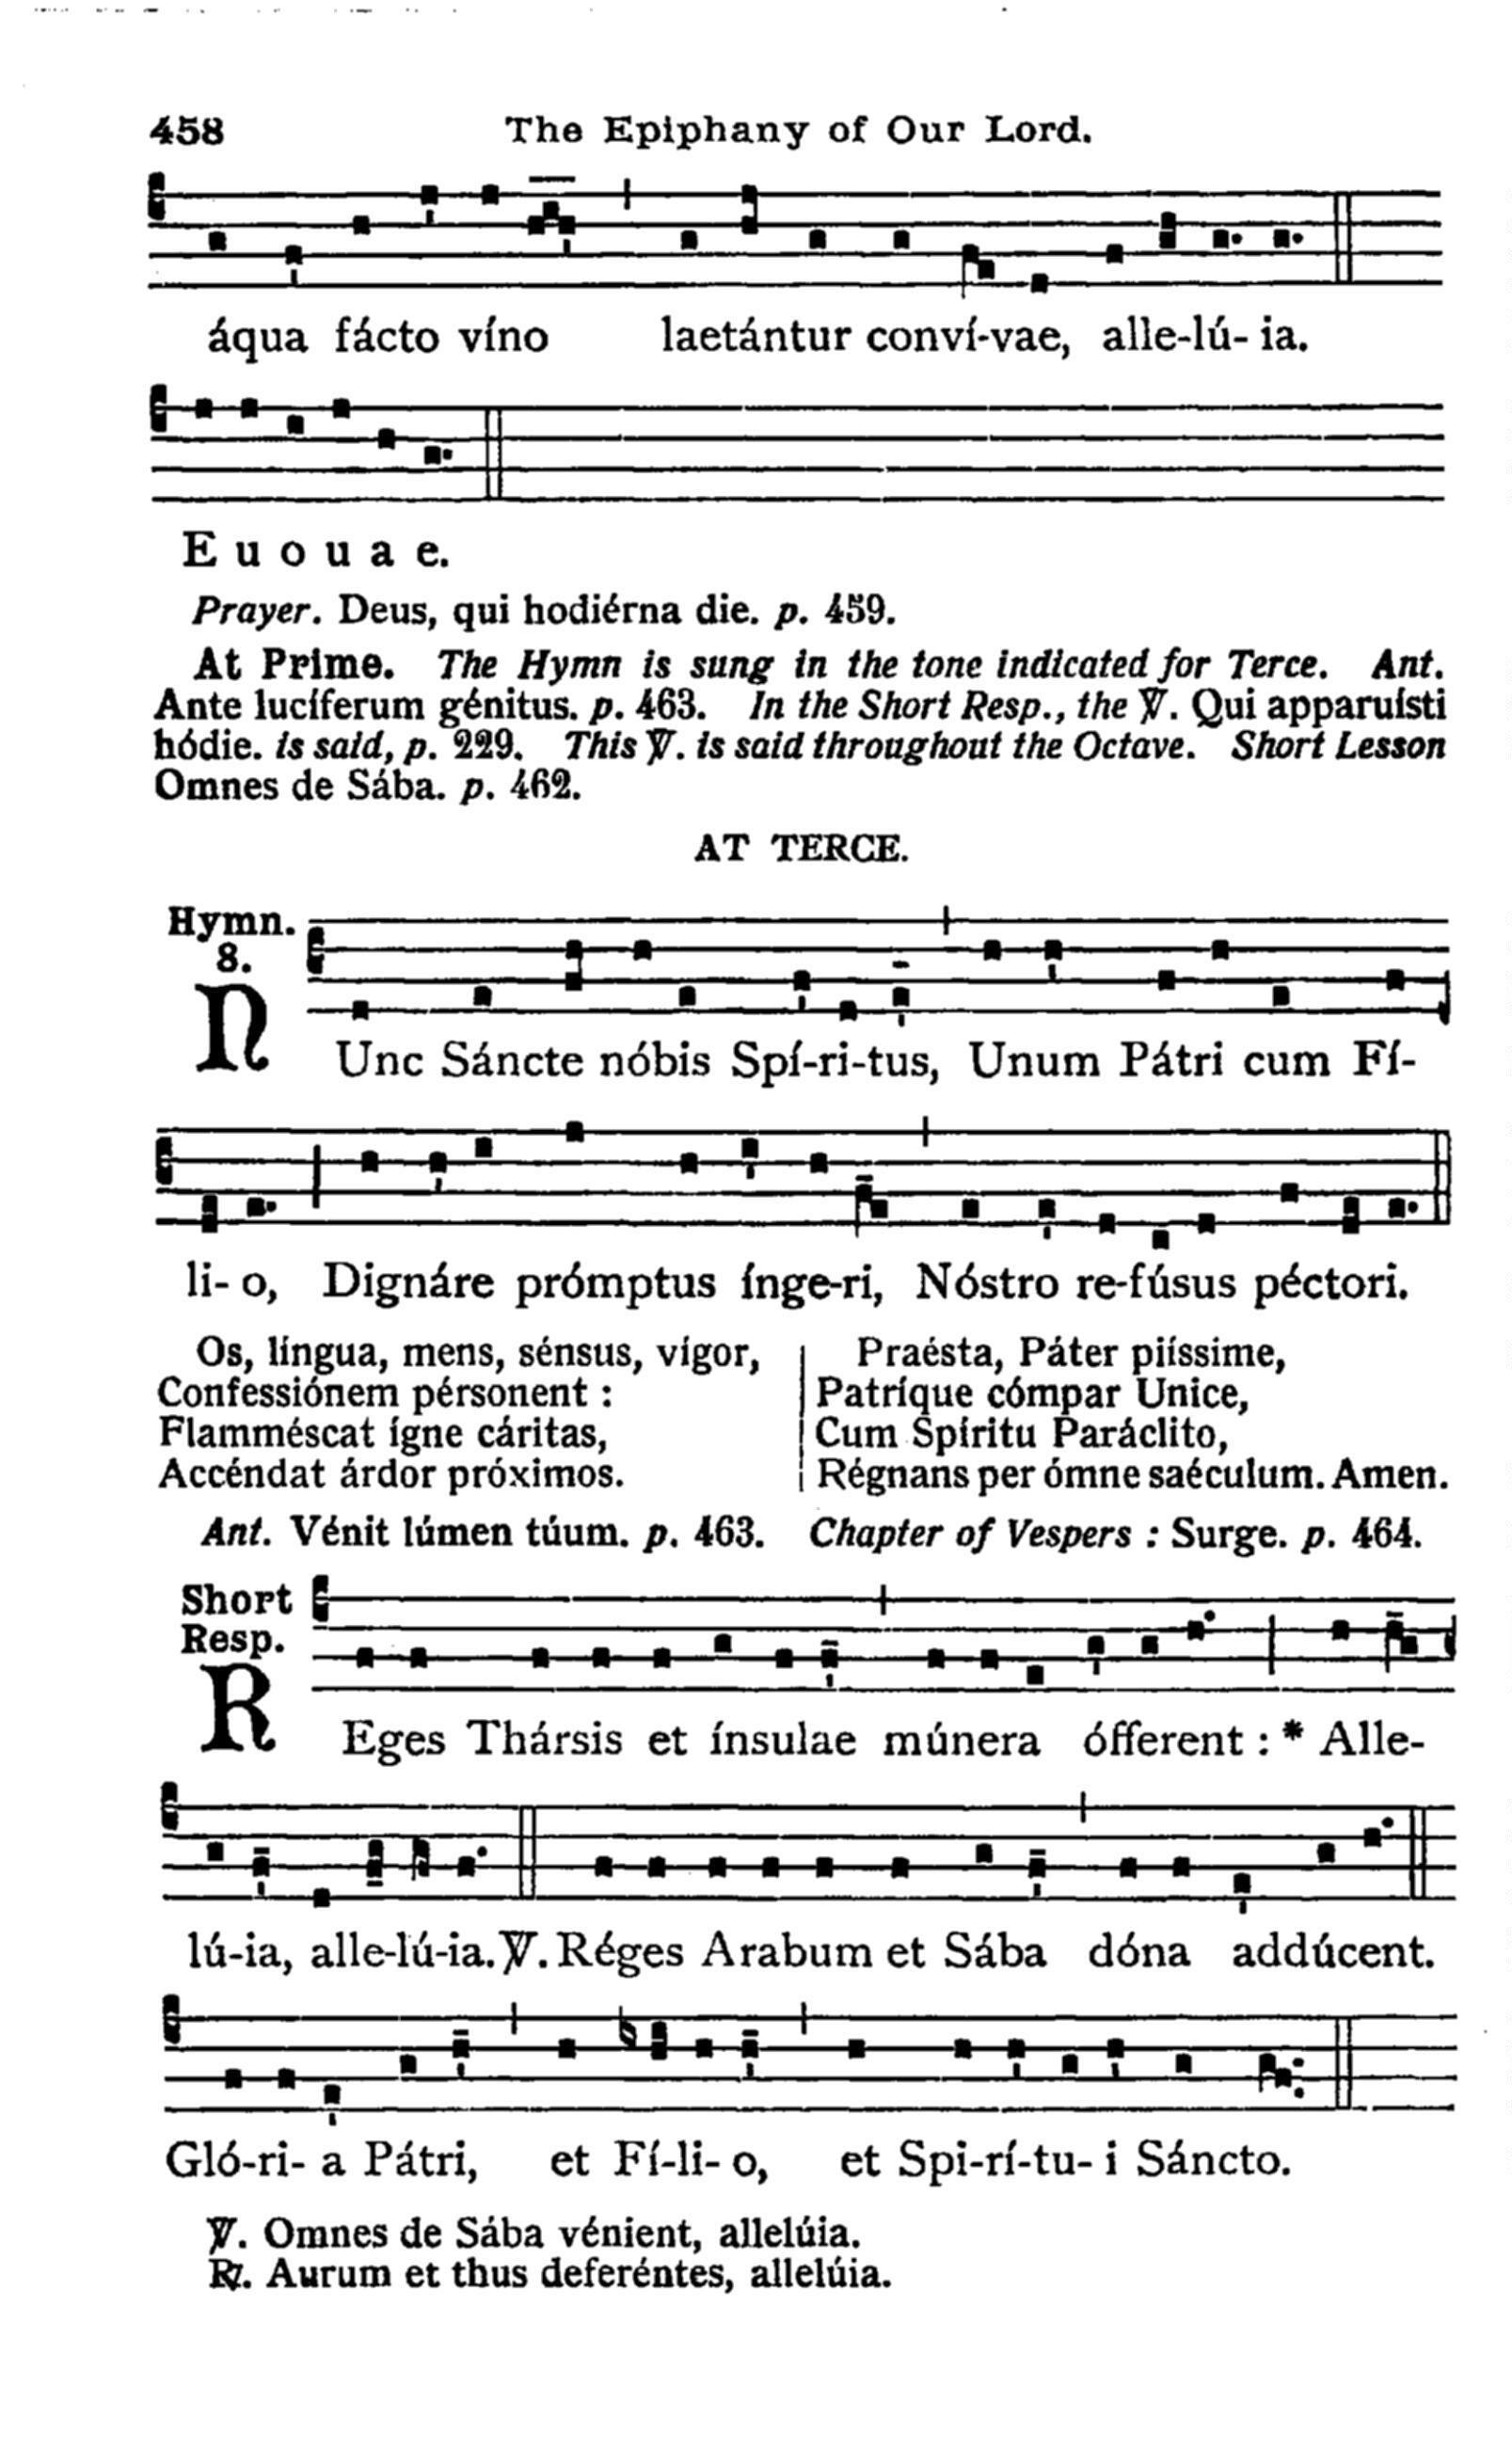 458 The Epiphany of Our Lord.
áqua fácto víno laetántur conví-vae, alle-lú- ia.
E u o u a e.
Prayer. Deus, qui hodiérna die. p. 459.
At Prime. The Hymn is sung in the tone indicated for Terce. Ant.
Ante lucíferum génitus. p. 463. In the Short Resp., the ℣. Qui apparuísti
hódie. is said, p. 229. This ℣. is said throughout the Octave. Short Lesson
Omnes de Sába. p. 462.
AT TERCE.
Hymn.
8.
NUnc Sáncte nóbis Spí-ri-tus, Unum Pátri cum Fí-
li- o, Dignáre prómptus ínge-ri, Nóstro re-fúsus péctori.
Os, língua, mens, sénsus, vígor,
Confessiónem pérsonent :
Flamméscat ígne cáritas,
Accéndat árdor próximos.
Praésta, Páter piíssime,
Patríque cómpar Unice,
Cum Spíritu Paráclito,
Régnans per ómne saéculum. Amen.
Ant. Vénit lúmen túum. p. 463. Chapter of Vespers : Surge. p. 464.
Short
Resp.
REges Thársis et ínsulae múnera ófferent : * Alle-
lú-ia, alle-lú-ia. ℣. Réges Arabum et Sába dóna addúcent.
Gló-ri- a Pátri, et Fí-li- o, et Spi-rí-tu- i Sáncto.
℣. Omnes de Sába vénient, allelúia.
℟. Aurum et thus deferéntes, allelúia.